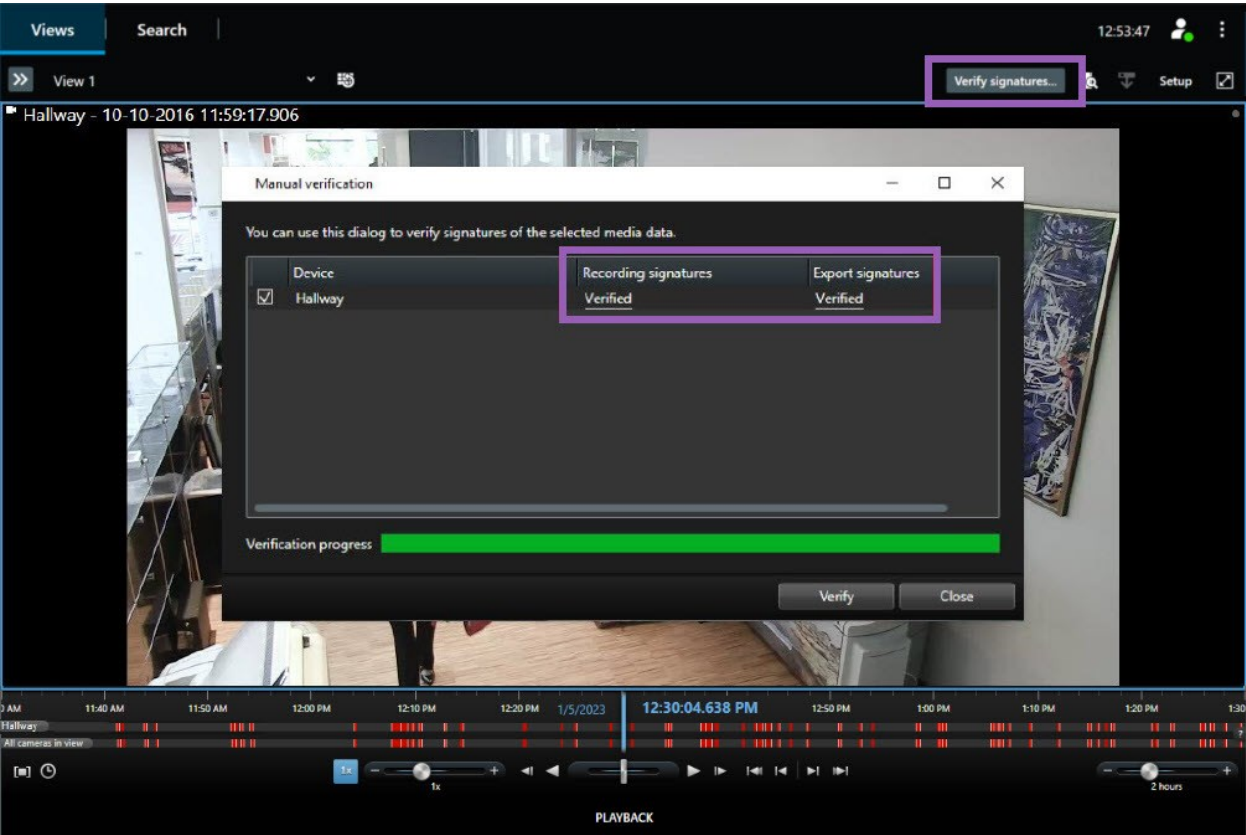 Views Search 12:53:47
View 1 Verify signatures... Setup
Hallway - 10-10-2016 11:59:17.906
Manual verification
You can use this dialog to verify signatures of the selected media data.
Device Recording signatures Export signatures
Hallway Verified Verified
Verification progress
Verify Close
AM 11:40 AM 11:50 AM 12:00 PM 12:10 PM 12:20 PM 1/5/2023 12:30:04.638 PM 12:50 PM 1:00 PM 1:10 PM 1:20 PM 1:30
Hallway
All cameras in view ?
1x
1x 2 hours
PLAYBACK